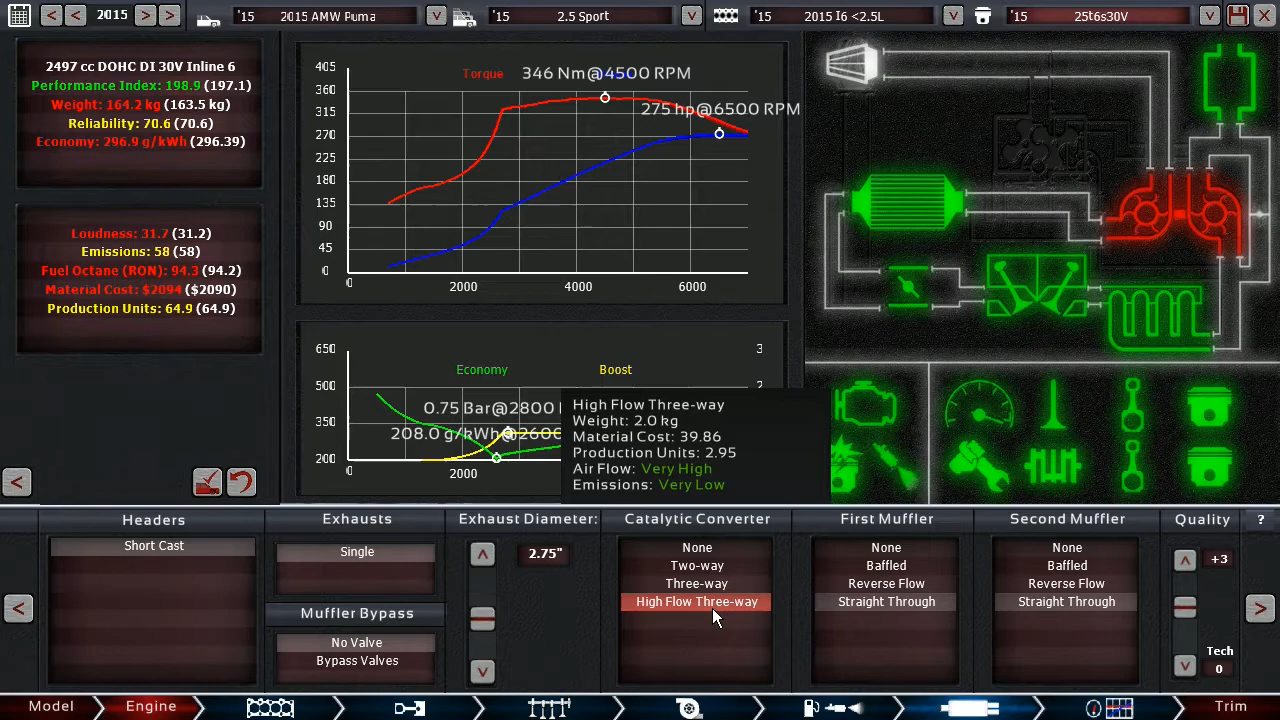 2015
'15 2015 AMW Puma
'15 2.5 Sport
'15 2015 I6 <2.5L
'15 25t6s30V
2497 cc DOHC DI 30V Inline 6
Performance Index: 198.9 (197.1)
Weight: 164.2 kg (163.5 kg)
Reliability: 70.6 (70.6)
Economy: 296.9 g/kWh (296.39)
Loudness: 31.7 (31.2)
Emissions: 58 (58)
Fuel Octane (RON): 94.3 (94.2)
Material Cost: $2094 ($2090)
Production Units: 64.9 (64.9)
Torque
346 Nm@4500 RPM
275 hp@6500 RPM
405
360
315
270
225
180
135
90
45
0
0 2000 4000 6000
650
500
350
200
3
2
Economy Boost
0.75 Bar@2800
208.0 g/kWh@2600
0 2000
High Flow Three-way
Weight: 2.0 kg
Material Cost: 39.86
Production Units: 2.95
Air Flow: Very High
Emissions: Very Low
Headers
Short Cast
Exhausts
Single
Muffler Bypass
No Valve
Bypass Valves
Exhaust Diameter:
2.75"
Catalytic Converter
None
Two-way
Three-way
High Flow Three-way
First Muffler
None
Baffled
Reverse Flow
Straight Through
Second Muffler
None
Baffled
Reverse Flow
Straight Through
Quality
+3
Tech
0
?
Model Engine Trim